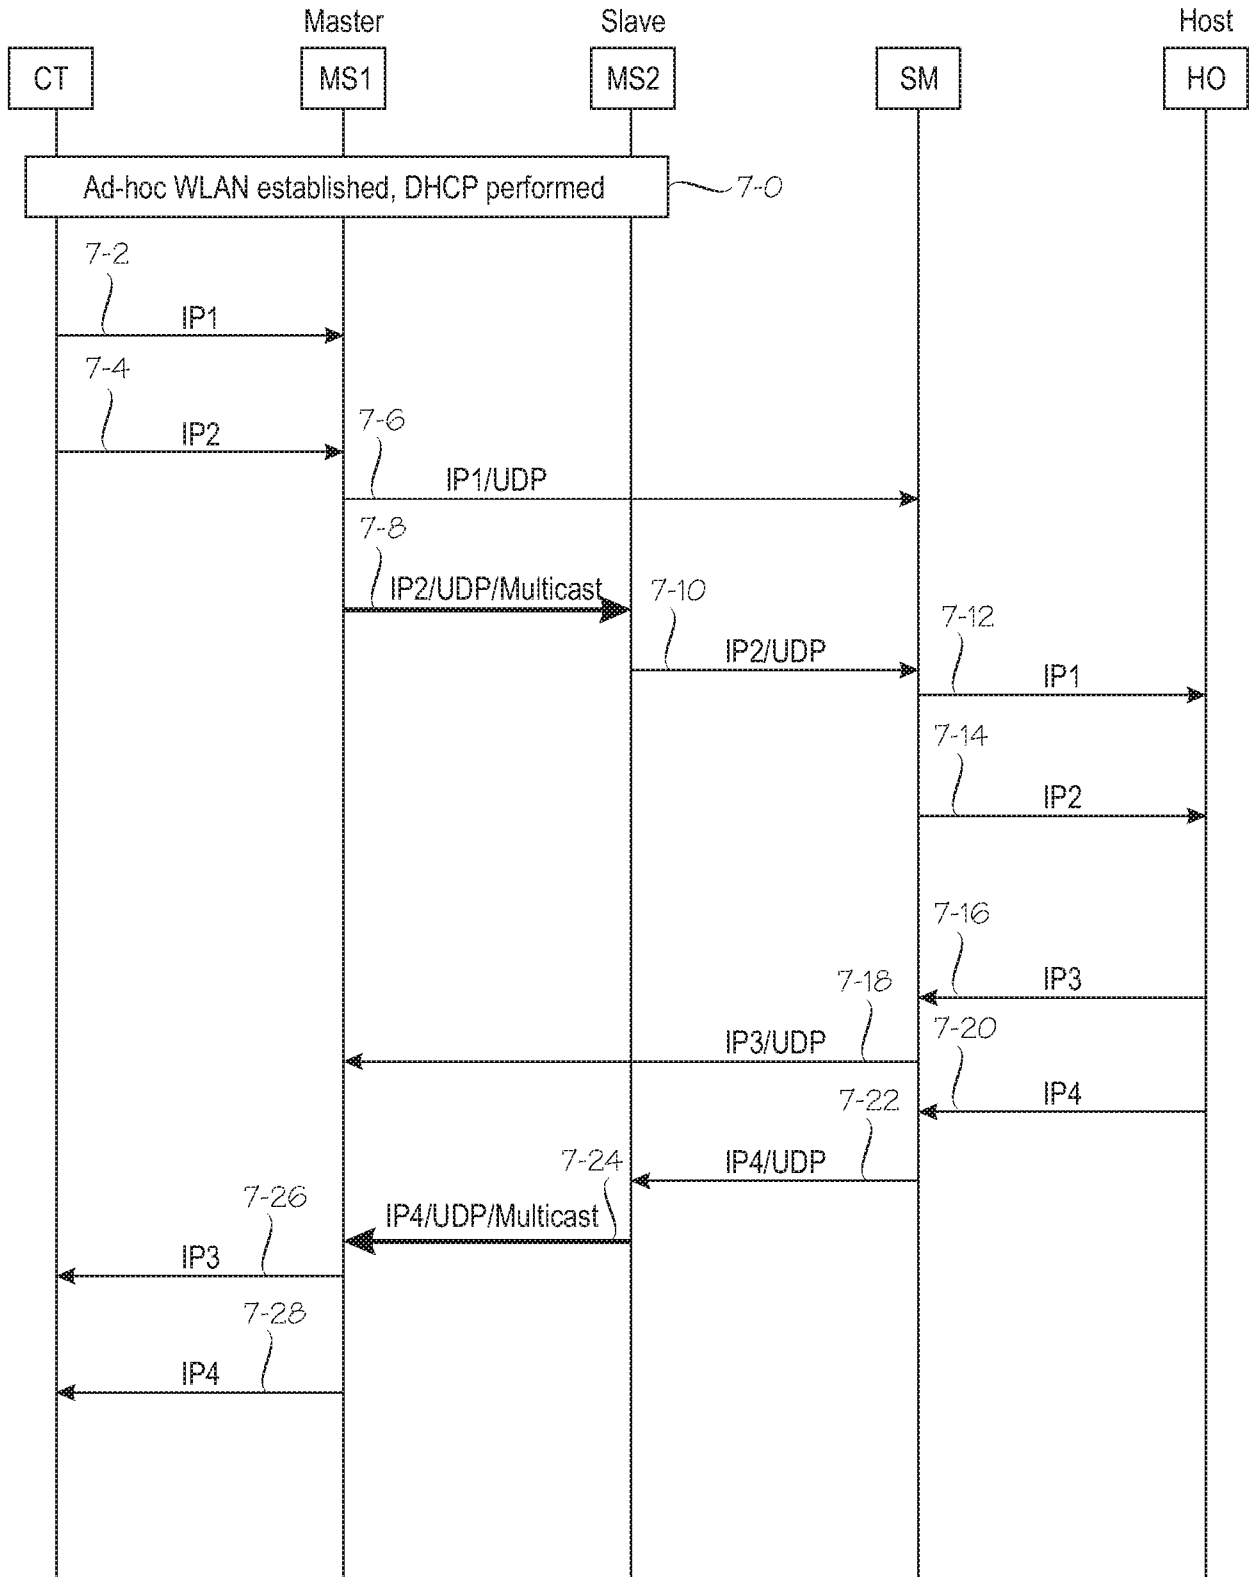 Master
Slave
Host
CT
MS1
MS2
SM
HO
Ad-hoc WLAN established, DHCP performed
7-0
7-2
IP1
7-4
IP2
7-6
IP1/UDP
7-8
IP2/UDP/Multicast
7-10
IP2/UDP
7-12
IP1
7-14
IP2
7-16
IP3
7-18
IP3/UDP
7-20
IP4
7-22
IP4/UDP
7-24
IP4/UDP/Multicast
7-26
IP3
7-28
IP4